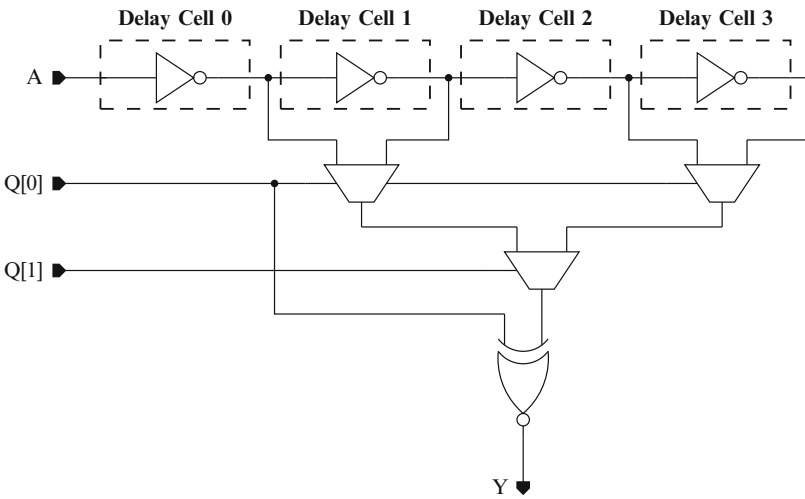 Delay Cell 0
Delay Cell 1
Delay Cell 2
Delay Cell 3
A
Q[0]
Q[1]
Y